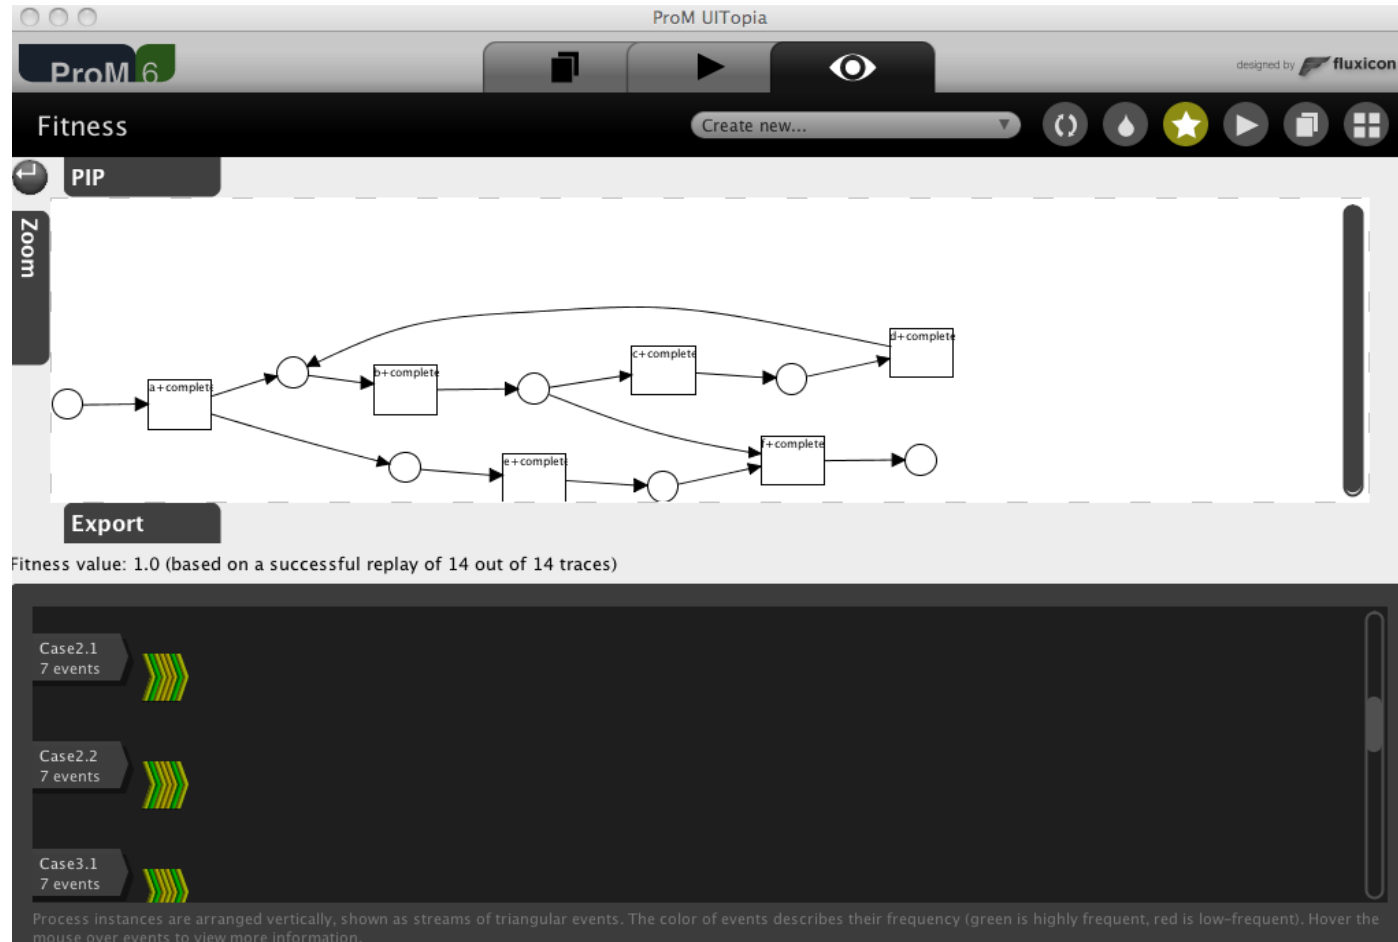 ProM UITopia
ProM 6
designed by fluxicon
Fitness
Create new...
PIP
Zoom
d+complete
c+complete
b+complete
a+complete
f+complete
e+complete
Export
Fitness value: 1.0 (based on a successful replay of 14 out of 14 traces)
Case2.1
7 events
Case2.2
7 events
Case3.1
7 events
Process instances are arranged vertically, shown as streams of triangular events. The color of events describes their frequency (green is highly frequent, red is low-frequent). Hover the
mouse over events to view more information.